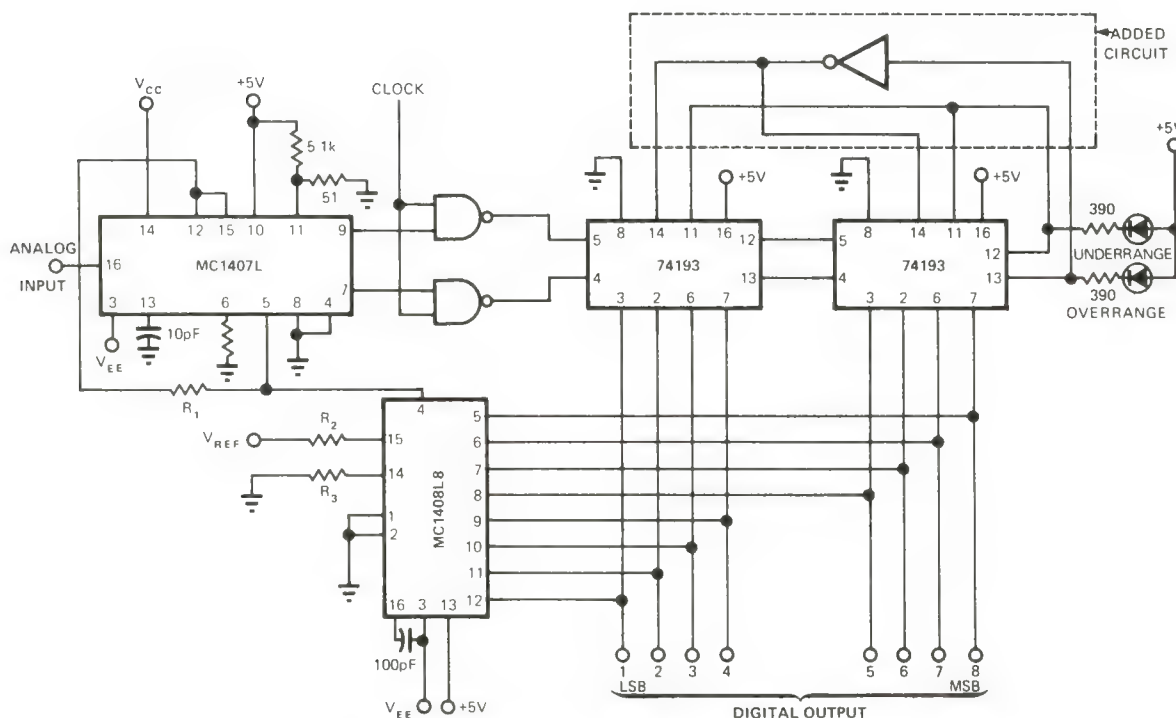 ADDED
CIRCUIT
VCC
+5V
CLOCK
5 1k
51
+5V
+5V
+5V
14 12 15 10 11
9
5
8 14 11 16
12
5
8 14 11 16
12
390
UNDERRANGE
ANALOG
INPUT
16
MC1407L
7
4
74193
13
4
74193
13
390
OVERRANGE
3 13 6 5 8 4
3 2 6 7
3 2 6 7
10pF
VEE
R1
4
5
VREF
R2
15
6
R3
14
7
8
MC1408L8
1
9
2
10
11
16 3 13
12
100pF
1 2 3 4
5 6 7 8
LSB
MSB
VEE
+5V
DIGITAL OUTPUT